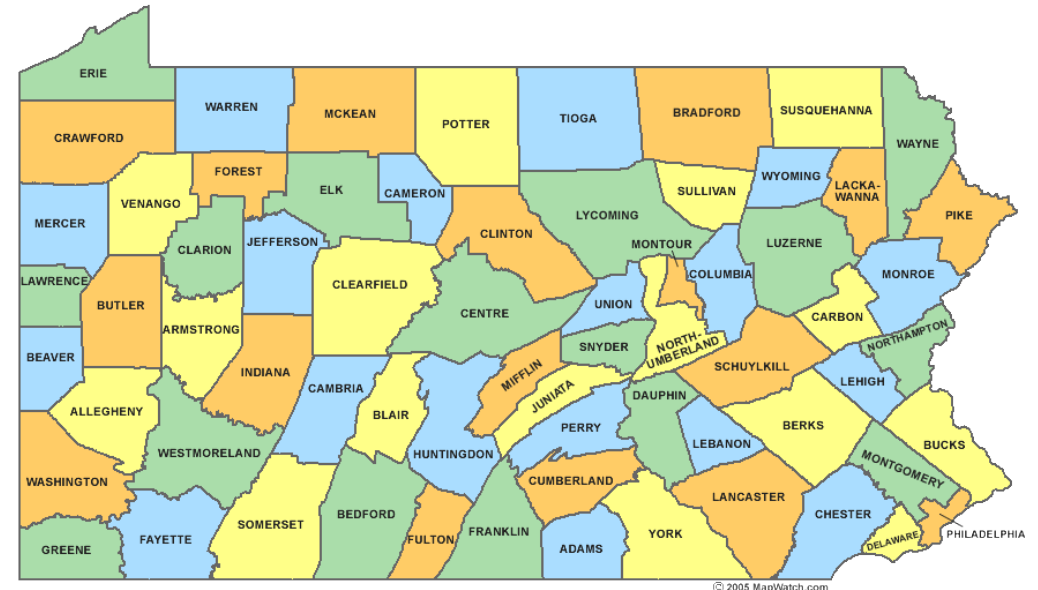 ERIE
WARREN
MCKEAN
POTTER
TIOGA
BRADFORD
SUSQUEHANNA
WAYNE
CRAWFORD
FOREST
ELK
CAMERON
SULLIVAN
WYOMING
LACKA-
WANNA
PIKE
MERCER
VENANGO
CLARION
JEFFERSON
CLINTON
LYCOMING
MONTOUR
COLUMBIA
LUZERNE
MONROE
LAWRENCE
BUTLER
ARMSTRONG
CLEARFIELD
CENTRE
UNION
NORTH-
UMBERLAND
CARBON
NORTHAMPTON
BEAVER
INDIANA
CAMBRIA
MIFFLIN
SNYDER
SCHUYLKILL
LEHIGH
ALLEGHENY
BLAIR
JUNIATA
DAUPHIN
BERKS
BUCKS
WESTMORELAND
HUNTINGDON
PERRY
LEBANON
MONTGOMERY
WASHINGTON
CUMBERLAND
LANCASTER
CHESTER
GREENE
FAYETTE
SOMERSET
BEDFORD
FULTON
FRANKLIN
ADAMS
YORK
DELAWARE
PHILADELPHIA
© 2005 MapWatch.com